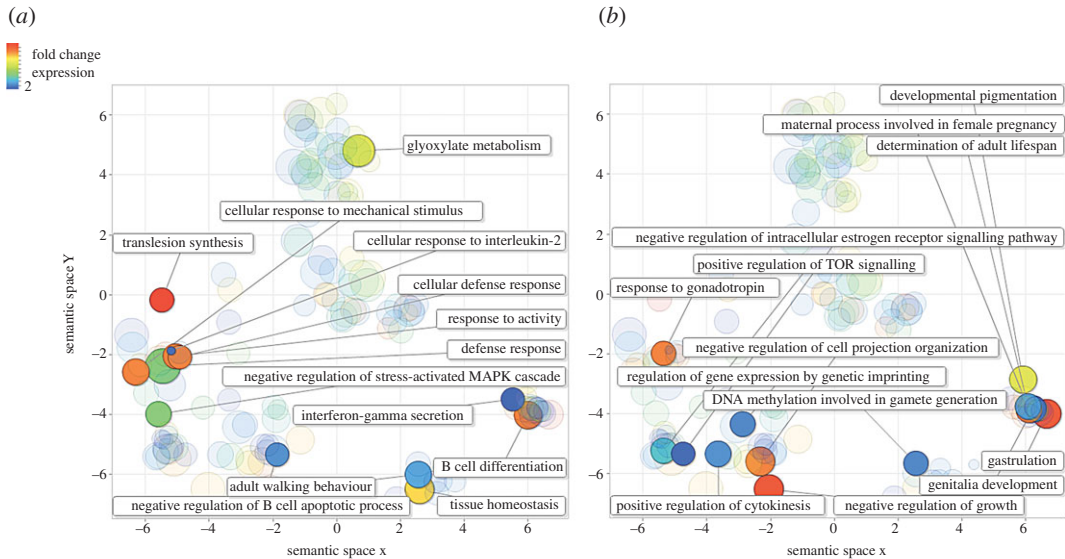 (a)
(b)
fold change
expression
2
glyoxylate metabolism
cellular response to mechanical stimulus
translesion synthesis
cellular response to interleukin-2
cellular defense response
response to activity
defense response
negative regulation of stress-activated MAPK cascade
interferon-gamma secretion
B cell differentiation
adult walking behaviour
negative regulation of B cell apoptotic process
tissue homeostasis
semantic space Y
6
4
2
0
−2
−4
−6
−6
−4
−2
0
2
4
6
semantic space x
developmental pigmentation
maternal process involved in female pregnancy
determination of adult lifespan
negative regulation of intracellular estrogen receptor signalling pathway
positive regulation of TOR signalling
response to gonadotropin
negative regulation of cell projection organization
regulation of gene expression by genetic imprinting
DNA methylation involved in gamete generation
gastrulation
genitalia development
positive regulation of cytokinesis
negative regulation of growth
6
4
2
0
−2
−4
−6
−6
−4
−2
0
2
4
6
semantic space x